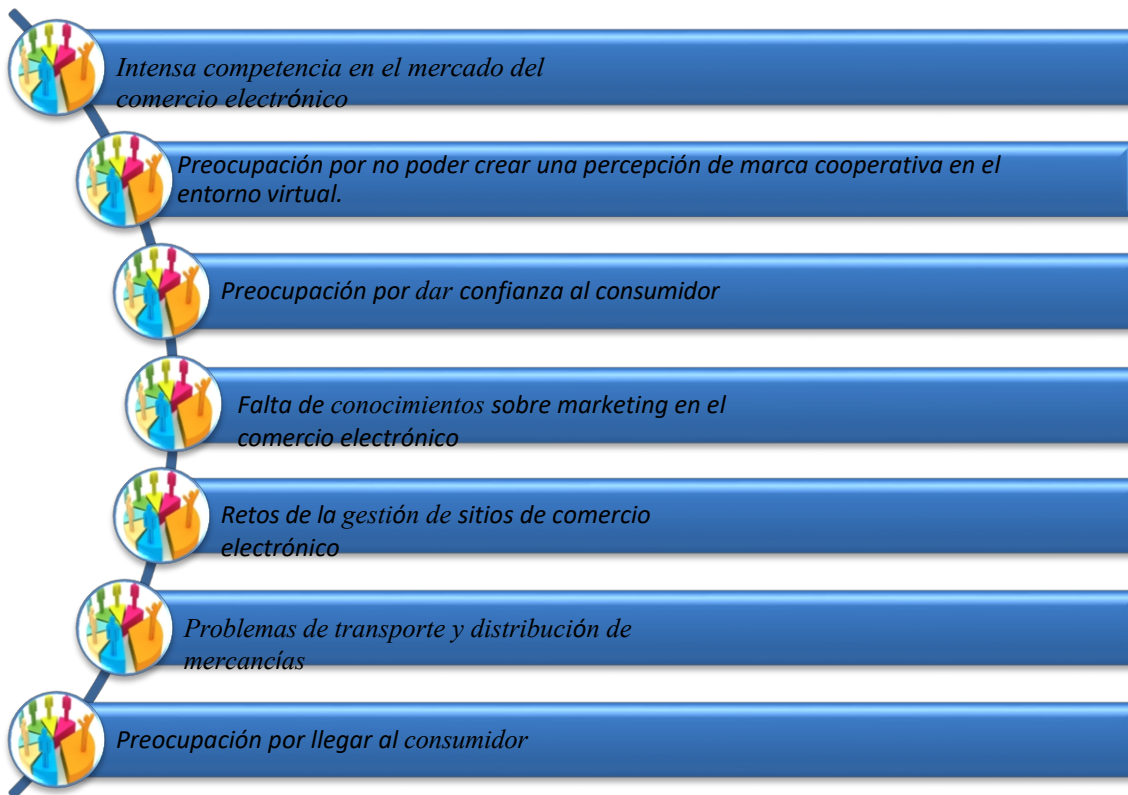 Intensa competencia en el mercado del
comercio electrónico
Preocupación por no poder crear una percepción de marca cooperativa en el
entorno virtual.
Preocupación por dar confianza al consumidor
Falta de conocimientos sobre marketing en el
comercio electrónico
Retos de la gestión de sitios de comercio
electrónico
Problemas de transporte y distribución de
mercancías
Preocupación por llegar al consumidor